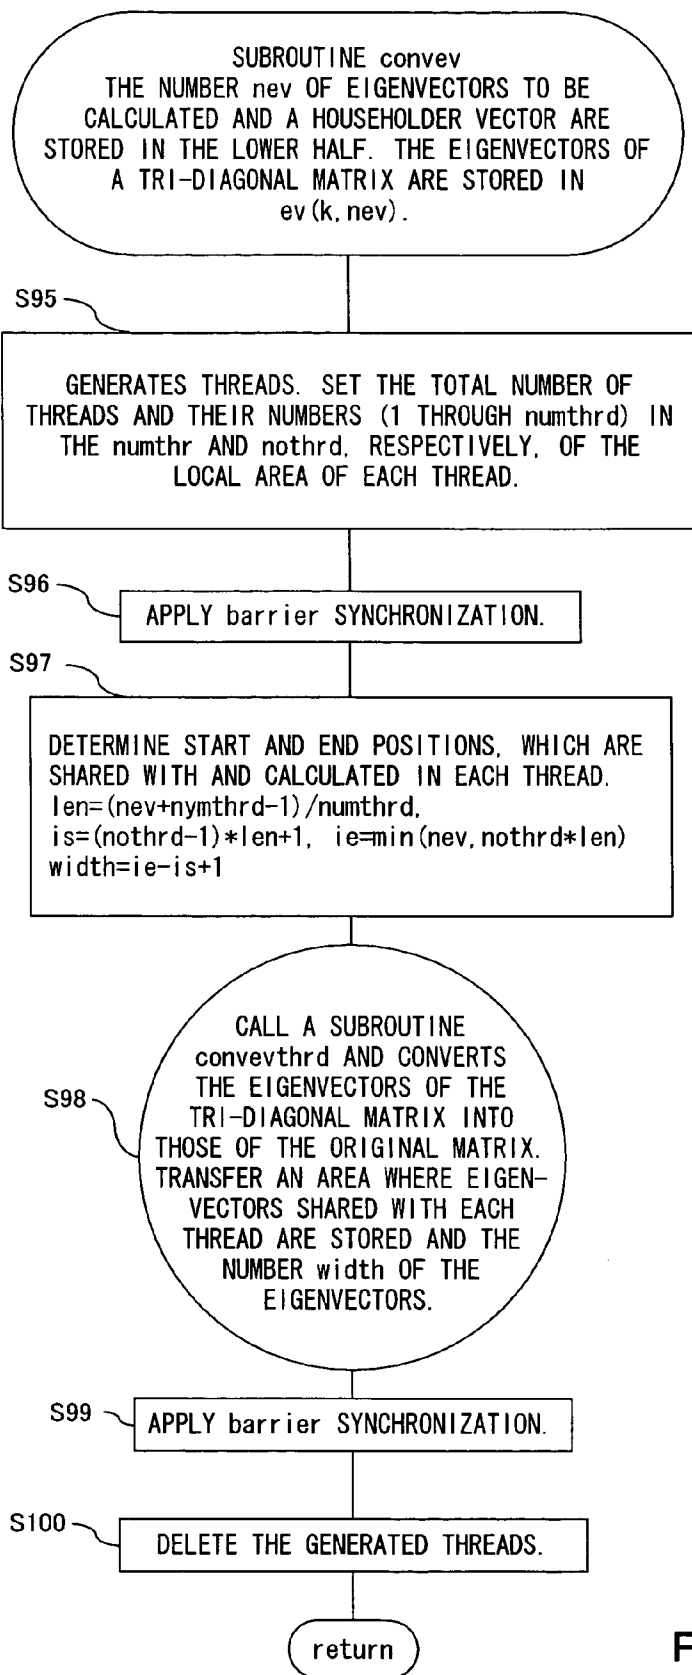 SUBROUTINE convev
THE NUMBER nev OF EIGENVECTORS TO BE
CALCULATED AND A HOUSEHOLDER VECTOR ARE
STORED IN THE LOWER HALF. THE EIGENVECTORS OF
A TRI-DIAGONAL MATRIX ARE STORED IN
ev(k,nev).
S95
GENERATES THREADS. SET THE TOTAL NUMBER OF
THREADS AND THEIR NUMBERS (1 THROUGH numthrd) IN
THE numthr AND nothrd, RESPECTIVELY, OF THE
LOCAL AREA OF EACH THREAD.
S96
APPLY barrier SYNCHRONIZATION.
S97
DETERMINE START AND END POSITIONS, WHICH ARE
SHARED WITH AND CALCULATED IN EACH THREAD.
len=(nev+nymthrd-1)/numthrd,
is=(nothrd-1)*len+1, ie=min(nev,nothrd*len)
width=ie-is+1
S98
CALL A SUBROUTINE
convevthrd AND CONVERTS
THE EIGENVECTORS OF THE
TRI-DIAGONAL MATRIX INTO
THOSE OF THE ORIGINAL MATRIX.
TRANSFER AN AREA WHERE EIGEN-
VECTORS SHARED WITH EACH
THREAD ARE STORED AND THE
NUMBER width OF THE
EIGENVECTORS.
S99
APPLY barrier SYNCHRONIZATION.
S100
DELETE THE GENERATED THREADS.
return
F